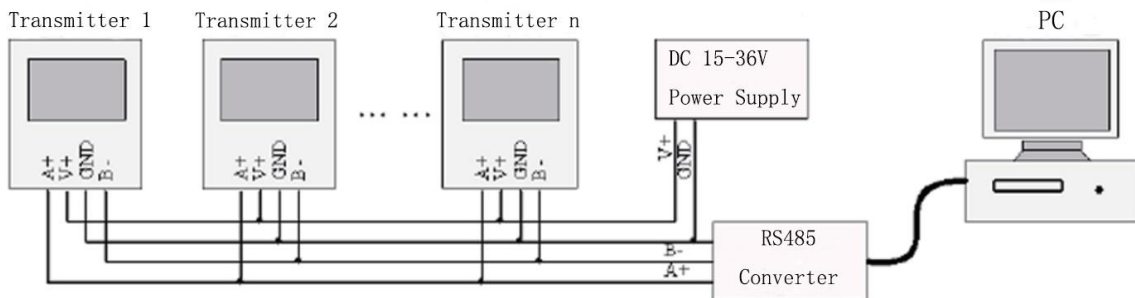 Transmitter 1
Transmitter 2
Transmitter n
PC
DC 15-36V
Power Supply
... ...
A+
V+
GND
B-
A+
V+
GND
B-
A+
V+
GND
B-
V+
GND
B-
A+
RS485
Converter